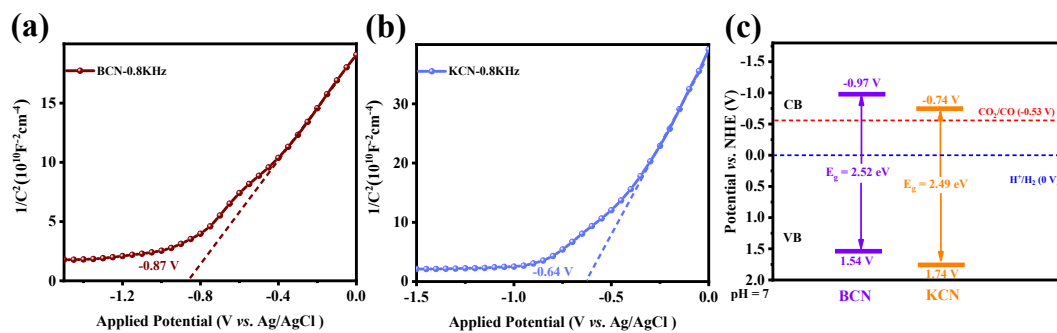 (a)
BCN-0.8KHz
1/C²(10¹⁰F⁻²cm⁻⁴)
20
15
10
5
0
-0.87 V
-1.2
-0.8
-0.4
0.0
Applied Potential (V vs. Ag/AgCl )
(b)
KCN-0.8KHz
1/C²(10¹⁰F⁻²cm⁻⁴)
30
20
10
0
-0.64 V
-1.5
-1.0
-0.5
0.0
Applied Potential (V vs. Ag/AgCl )
(c)
Potential vs. NHE (V)
-1.5
-1.0
-0.5
0.0
0.5
1.0
1.5
2.0
CB
VB
-0.97 V
-0.74 V
CO₂/CO (-0.53 V)
H⁺/H₂ (0 V)
E_g = 2.52 eV
E_g = 2.49 eV
1.54 V
1.74 V
pH = 7
BCN
KCN